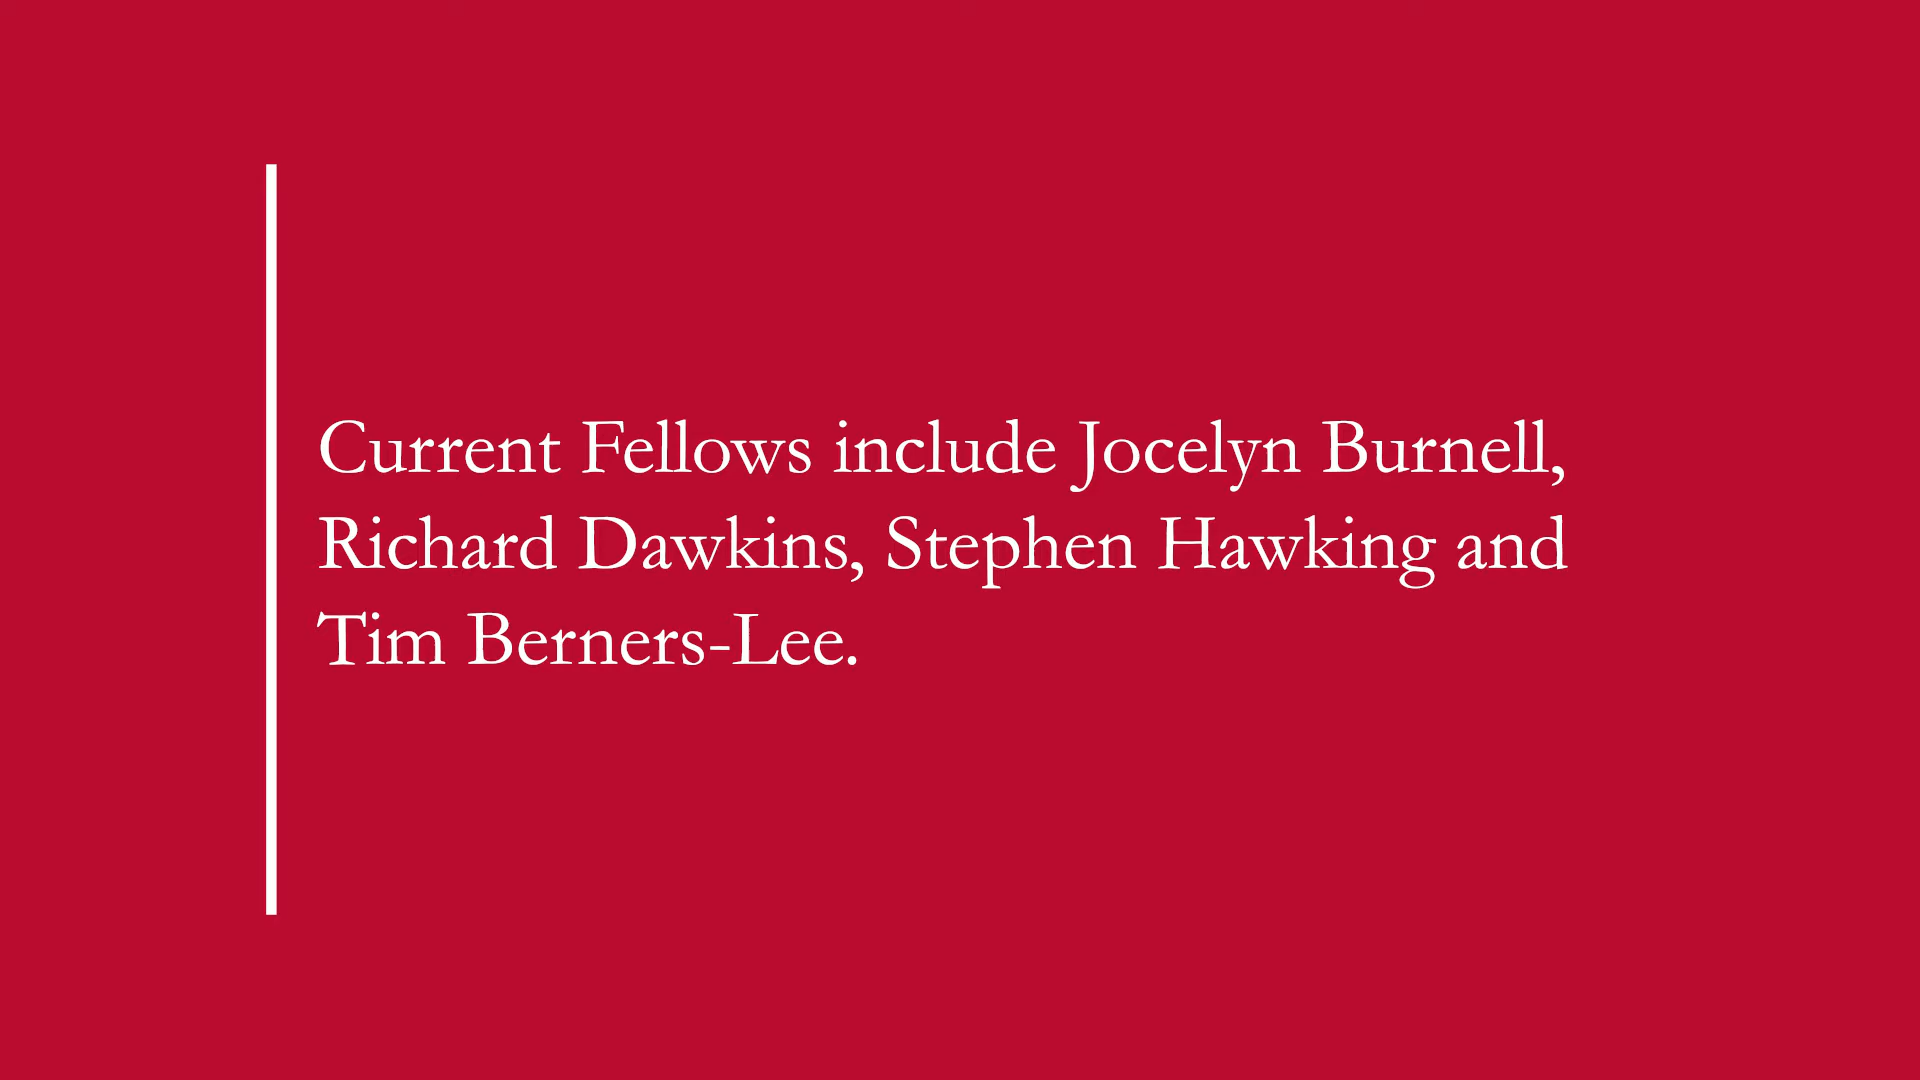 Current Fellows include Jocelyn Burnell,
Richard Dawkins, Stephen Hawking and
Tim Berners-Lee.